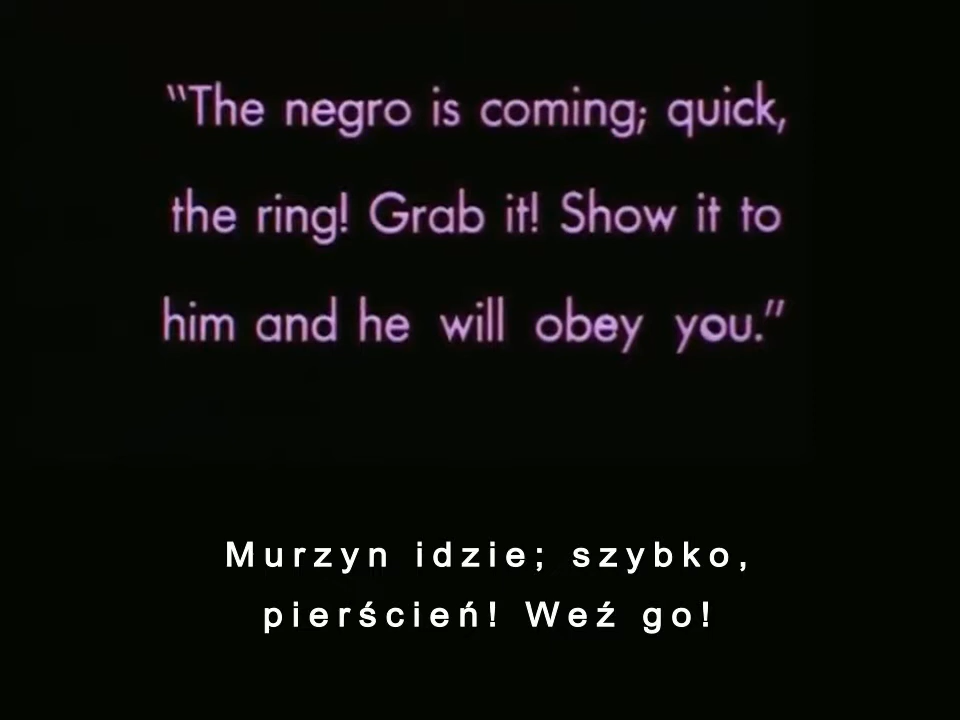 "The negro is coming; quick,
the ring! Grab it! Show it to
him and he will obey you."
Murzyn idzie; szybko,
pierścień! Weź go!